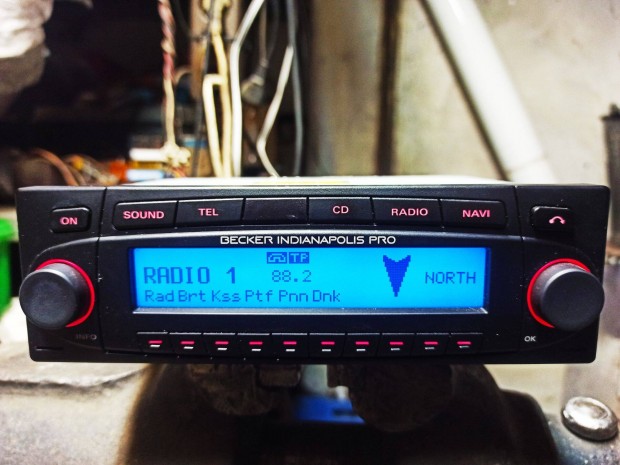 ON SOUND TEL CD RADIO NAVI
BECKER INDIANAPOLIS PRO
TP
RADIO 1 88.2 NORTH
Rad Brt Kss Ptf Pnn Dnk
INFO OK